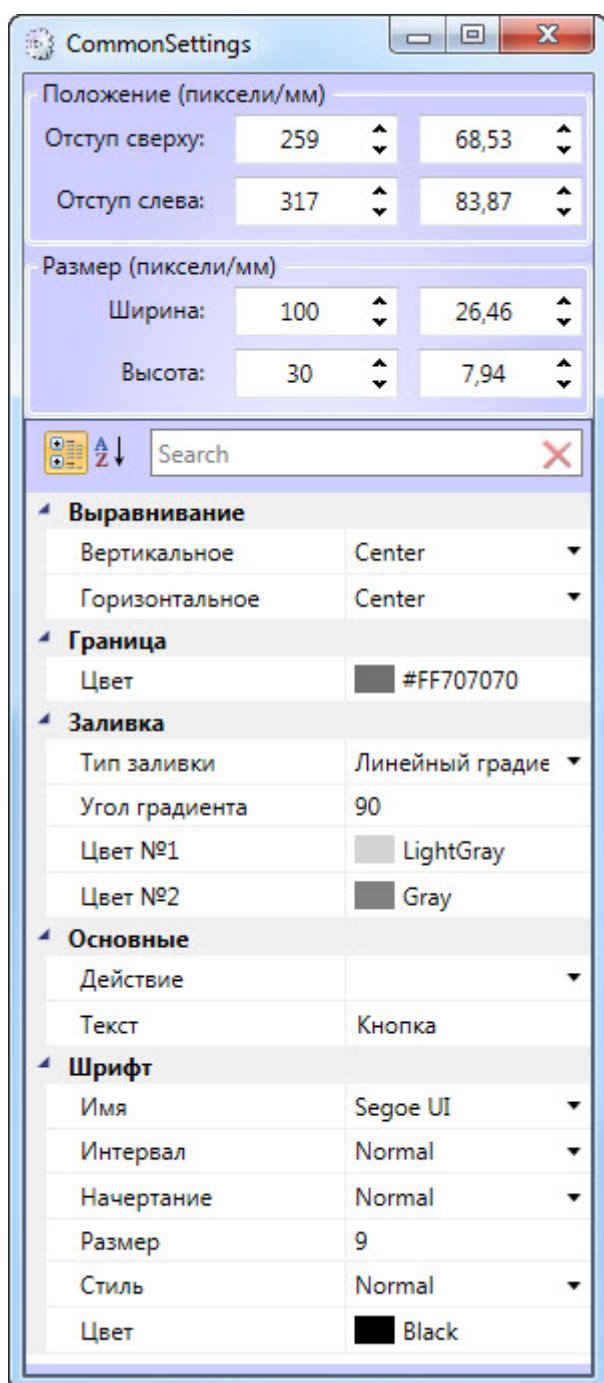 CommonSettings
Положение (пиксели/мм)
Отступ сверху: 259 68,53
Отступ слева: 317 83,87
Размер (пиксели/мм)
Ширина: 100 26,46
Высота: 30 7,94
A Z Search
Выравнивание
Вертикальное Center
Горизонтальное Center
Граница
Цвет #FF707070
Заливка
Тип заливки Линейный градие
Угол градиента 90
Цвет №1 LightGray
Цвет №2 Gray
Основные
Действие
Текст Кнопка
Шрифт
Имя Segoe UI
Интервал Normal
Начертание Normal
Размер 9
Стиль Normal
Цвет Black